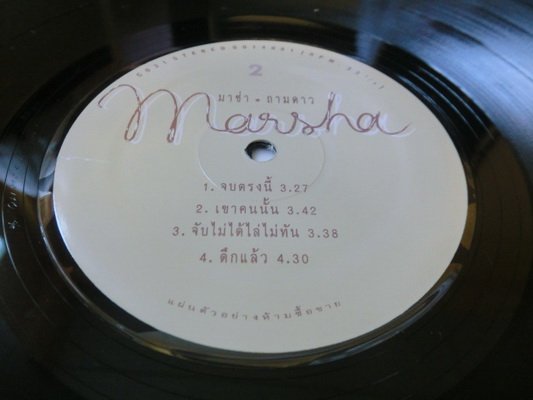 2
มาช่า • ถามดาว
Marsha
1. จบตรงนี้ 3.27
2. เขาคนนั้น 3.42
3. จับไม่ได้ไล่ไม่ทัน 3.38
4. ดึกแล้ว 4.30
แผ่นตัวอย่างห้ามซื้อขาย